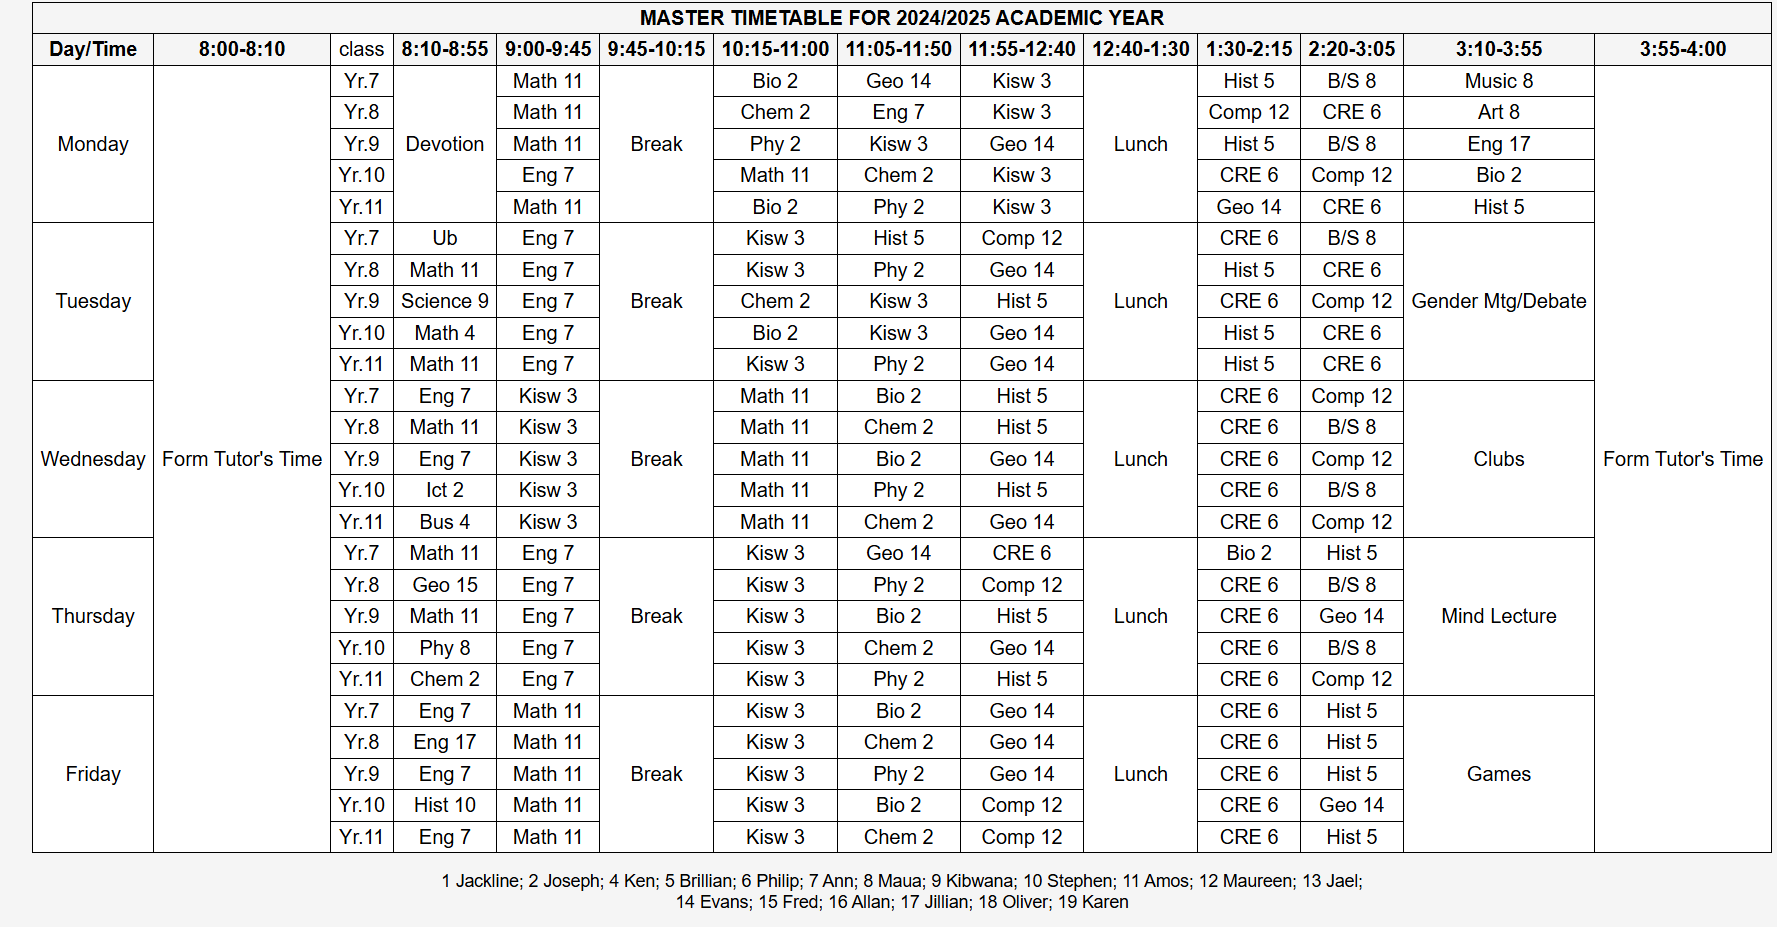 MASTER TIMETABLE FOR 2024/2025 ACADEMIC YEAR
Day/Time 8:00-8:10 class 8:10-8:55 9:00-9:45 9:45-10:15 10:15-11:00 11:05-11:50 11:55-12:40 12:40-1:30 1:30-2:15 2:20-3:05 3:10-3:55 3:55-4:00
Yr.7 Math 11 Bio 2 Geo 14 Kisw 3 Hist 5 B/S 8 Music 8
Yr.8 Math 11 Chem 2 Eng 7 Kisw 3 Comp 12 CRE 6 Art 8
Monday Yr.9 Devotion Math 11 Break Phy 2 Kisw 3 Geo 14 Lunch Hist 5 B/S 8 Eng 17
Yr.10 Eng 7 Math 11 Chem 2 Kisw 3 CRE 6 Comp 12 Bio 2
Yr.11 Math 11 Bio 2 Phy 2 Kisw 3 Geo 14 CRE 6 Hist 5
Yr.7 Ub Eng 7 Kisw 3 Hist 5 Comp 12 CRE 6 B/S 8
Yr.8 Math 11 Eng 7 Kisw 3 Phy 2 Geo 14 Hist 5 CRE 6
Tuesday Yr.9 Science 9 Eng 7 Break Chem 2 Kisw 3 Hist 5 Lunch CRE 6 Comp 12 Gender Mtg/Debate
Yr.10 Math 4 Eng 7 Bio 2 Kisw 3 Geo 14 Hist 5 CRE 6
Yr.11 Math 11 Eng 7 Kisw 3 Phy 2 Geo 14 Hist 5 CRE 6
Yr.7 Eng 7 Kisw 3 Math 11 Bio 2 Hist 5 CRE 6 Comp 12
Yr.8 Math 11 Kisw 3 Math 11 Chem 2 Hist 5 CRE 6 B/S 8
Wednesday Form Tutor's Time Yr.9 Eng 7 Kisw 3 Break Math 11 Bio 2 Geo 14 Lunch CRE 6 Comp 12 Clubs Form Tutor's Time
Yr.10 Ict 2 Kisw 3 Math 11 Phy 2 Hist 5 CRE 6 B/S 8
Yr.11 Bus 4 Kisw 3 Math 11 Chem 2 Geo 14 CRE 6 Comp 12
Yr.7 Math 11 Eng 7 Kisw 3 Geo 14 CRE 6 Bio 2 Hist 5
Yr.8 Geo 15 Eng 7 Kisw 3 Phy 2 Comp 12 CRE 6 B/S 8
Thursday Yr.9 Math 11 Eng 7 Break Kisw 3 Bio 2 Hist 5 Lunch CRE 6 Geo 14 Mind Lecture
Yr.10 Phy 8 Eng 7 Kisw 3 Chem 2 Geo 14 CRE 6 B/S 8
Yr.11 Chem 2 Eng 7 Kisw 3 Phy 2 Hist 5 CRE 6 Comp 12
Yr.7 Eng 7 Math 11 Kisw 3 Bio 2 Geo 14 CRE 6 Hist 5
Yr.8 Eng 17 Math 11 Kisw 3 Chem 2 Geo 14 CRE 6 Hist 5
Friday Yr.9 Eng 7 Math 11 Break Kisw 3 Phy 2 Geo 14 Lunch CRE 6 Hist 5 Games
Yr.10 Hist 10 Math 11 Kisw 3 Bio 2 Comp 12 CRE 6 Geo 14
Yr.11 Eng 7 Math 11 Kisw 3 Chem 2 Comp 12 CRE 6 Hist 5
1 Jackline; 2 Joseph; 4 Ken; 5 Brillian; 6 Philip; 7 Ann; 8 Maua; 9 Kibwana; 10 Stephen; 11 Amos; 12 Maureen; 13 Jael;
14 Evans; 15 Fred; 16 Allan; 17 Jillian; 18 Oliver; 19 Karen